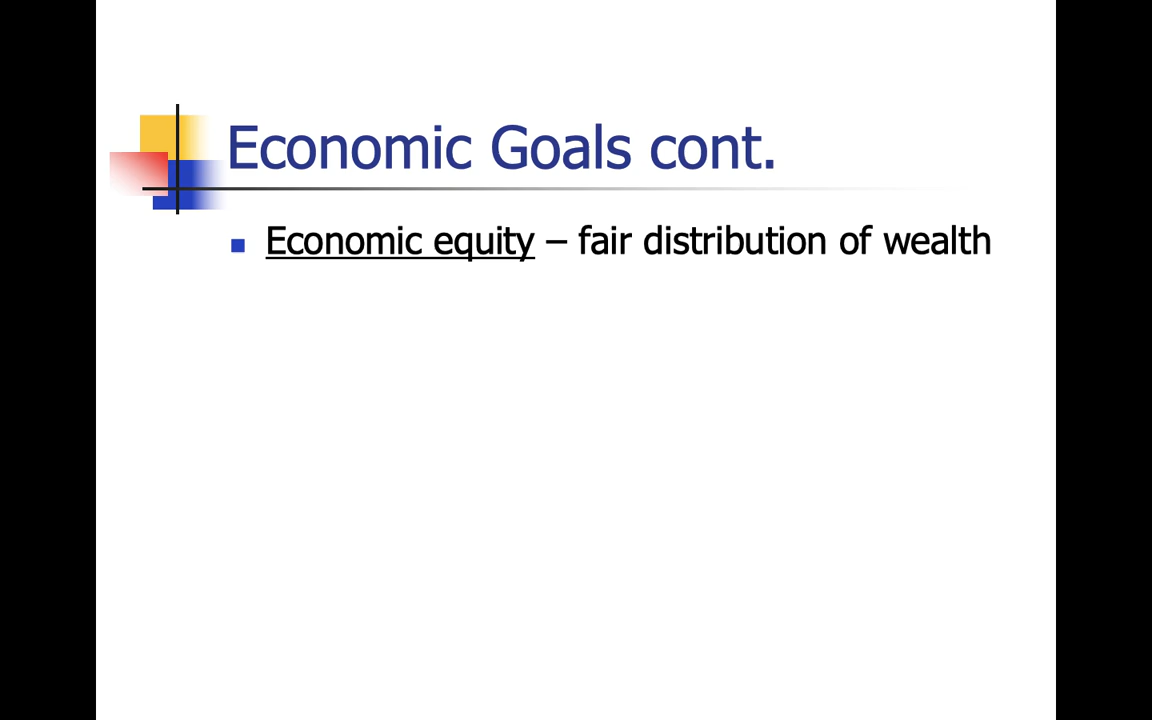 Economic Goals cont.
Economic equity – fair distribution of wealth